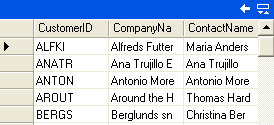 CustomerID CompanyNa ContactName
ALFKI Alfreds Futter Maria Anders
ANATR Ana Trujillo E Ana Trujillo
ANTON Antonio More Antonio More
AROUT Around the H Thomas Hard
BERGS Berglunds sn Christina Ber